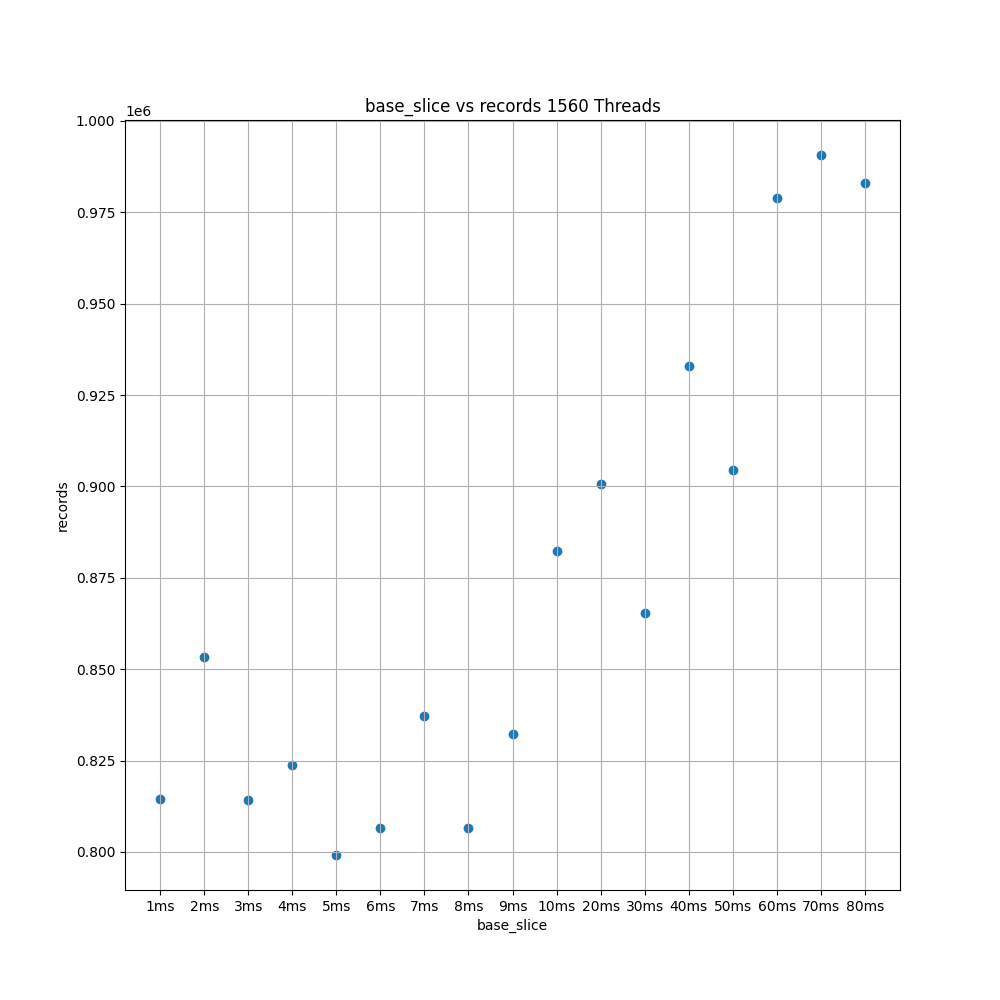 base_slice vs records 1560 Threads
1e6
1.000
0.975
0.950
0.925
0.900
0.875
0.850
0.825
0.800
records
1ms 2ms 3ms 4ms 5ms 6ms 7ms 8ms 9ms 10ms 20ms 30ms 40ms 50ms 60ms 70ms 80ms
base_slice